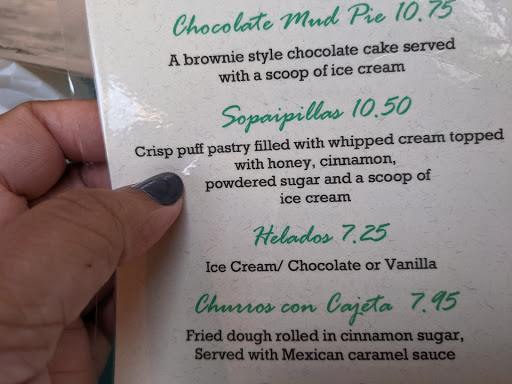 Chocolate Mud Pie 10.75
A brownie style chocolate cake served
with a scoop of ice cream
Sopaipillas 10.50
Crisp puff pastry filled with whipped cream topped
with honey, cinnamon,
powdered sugar and a scoop of
ice cream
Helados 7.25
Ice Cream/ Chocolate or Vanilla
Churros con Cajeta 7.95
Fried dough rolled in cinnamon sugar,
Served with Mexican caramel sauce